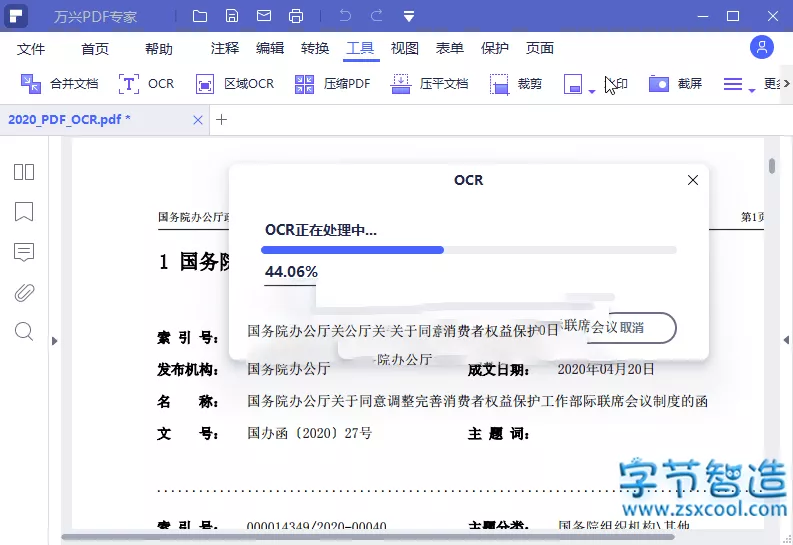 万兴PDF专家
文件 首页 帮助 注释 编辑 转换 工具 视图 表单 保护 页面
合并文档 OCR 区域OCR 压缩PDF 压平文档 裁剪 印 截屏 更多
2020_PDF_OCR.pdf *
OCR
国务院办公厅 第1页
OCR正在处理中...
1 国务院
44.06%
索 引 号: 国务院办公厅关公厅关·关于同意消费者权益保护0日 联席会议 取消
院办公厅
发布机构: 国务院办公厅 成文日期: 2020年04月20日
名 称: 国务院办公厅关于同意调整完善消费者权益保护工作部际联席会议制度的函
文 号: 国办函〔2020〕27号 主 题 词:
索 引 号: 000014349/2020-00040 主题分类: 国务院组织机构\其他
字节智造
www.zsxcool.com